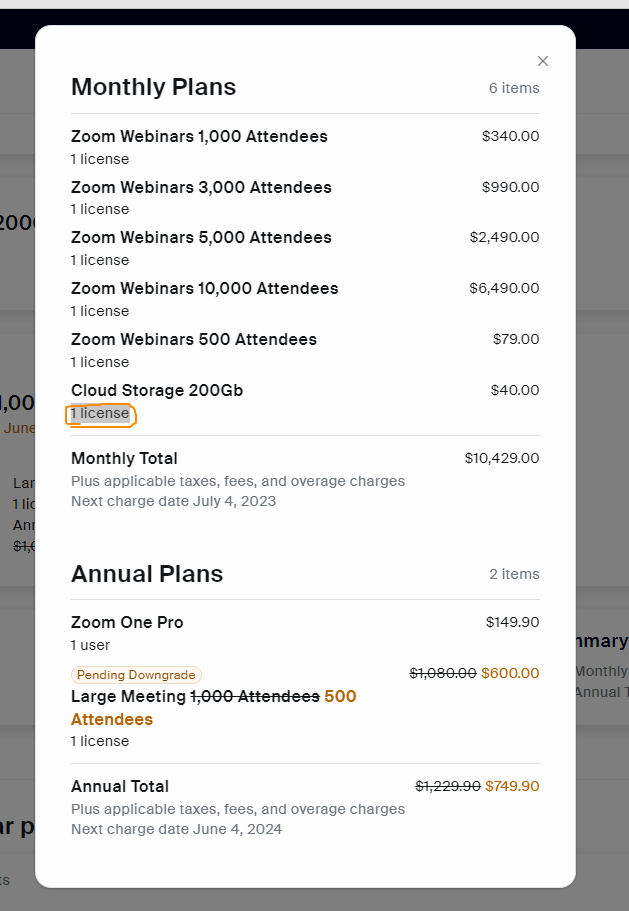 Monthly Plans
6 items
Zoom Webinars 1,000 Attendees
$340.00
1 license
Zoom Webinars 3,000 Attendees
$990.00
1 license
Zoom Webinars 5,000 Attendees
$2,490.00
1 license
Zoom Webinars 10,000 Attendees
$6,490.00
1 license
Zoom Webinars 500 Attendees
$79.00
1 license
Cloud Storage 200Gb
$40.00
1 license
Monthly Total
$10,429.00
Plus applicable taxes, fees, and overage charges
Next charge date July 4, 2023
Annual Plans
2 items
Zoom One Pro
$149.90
1 user
Pending Downgrade
$1,080.00 $600.00
Large Meeting 1,000 Attendees 500
Attendees
1 license
Annual Total
$1,229.90 $749.90
Plus applicable taxes, fees, and overage charges
Next charge date June 4, 2024
June
Monthly
Annual